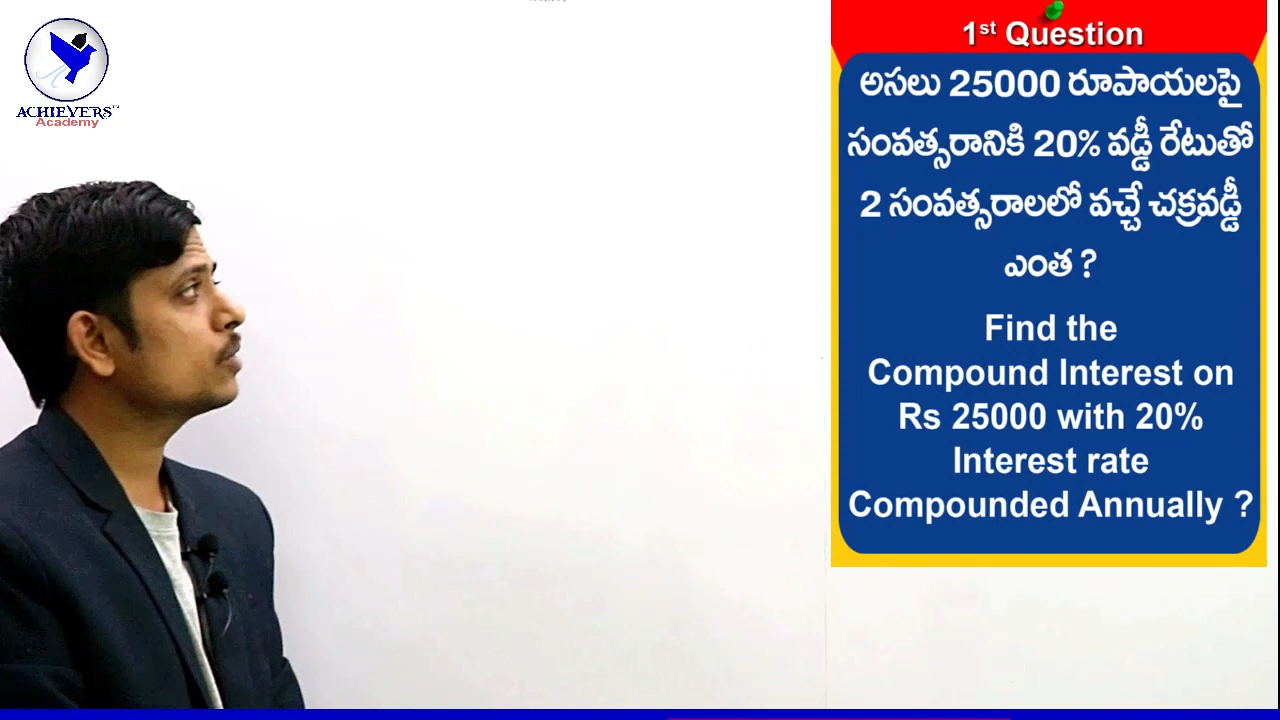 ACHIEVERS
Academy
1st Question
అసలు 25000 రూపాయలపై
సంవత్సరానికి 20% వడ్డీ రేటుతో
2 సంవత్సరాలలో వచ్చే చక్రవడ్డీ
ఎంత ?
Find the
Compound Interest on
Rs 25000 with 20%
Interest rate
Compounded Annually ?